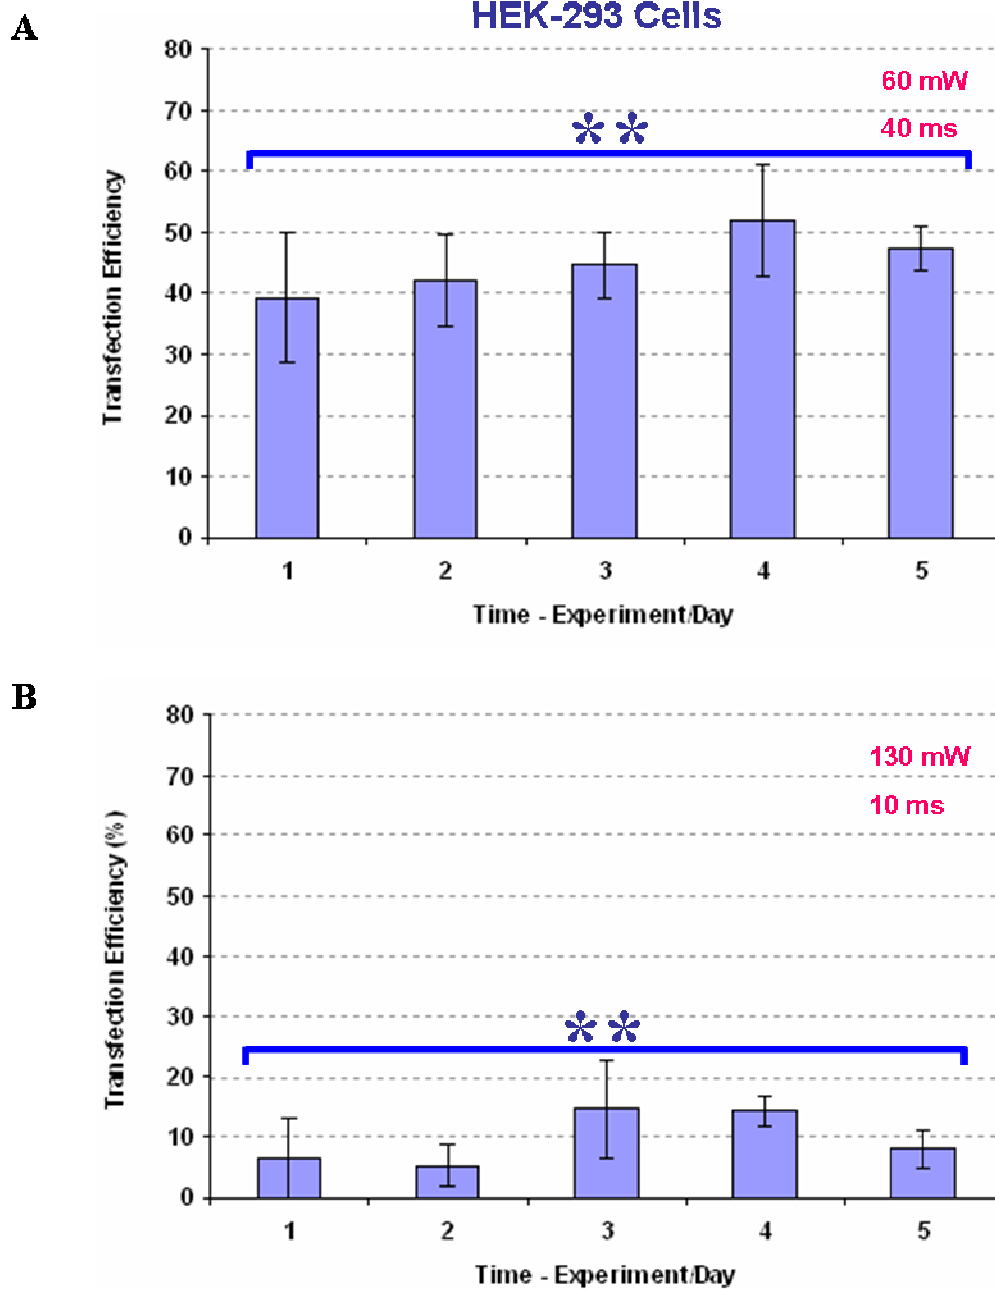 A
HEK-293 Cells
80
70
60
50
40
30
20
10
0
60 mW
40 ms
**
Transfection Efficiency
1 2 3 4 5
Time - Experiment/Day
B
80
70
60
50
40
30
20
10
0
130 mW
10 ms
**
Transfection Efficiency (%)
1 2 3 4 5
Time - Experiment/Day